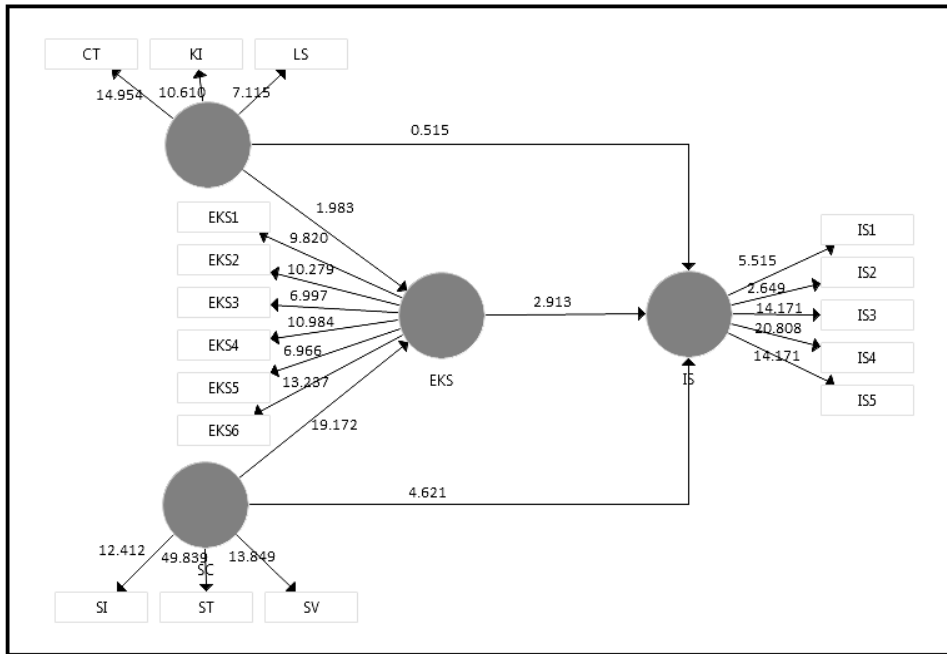 CT KI LS
14.954 10.610 7.115
0.515
1.983
EKS1
9.820
EKS2
10.279
EKS3
6.997
EKS4
10.984
EKS5
6.966
EKS6
13.237
EKS
2.913
19.172
IS
5.515
IS1
2.649
IS2
14.171
IS3
20.808
IS4
14.171
IS5
4.621
12.412 49.839 13.849
SC
SI ST SV